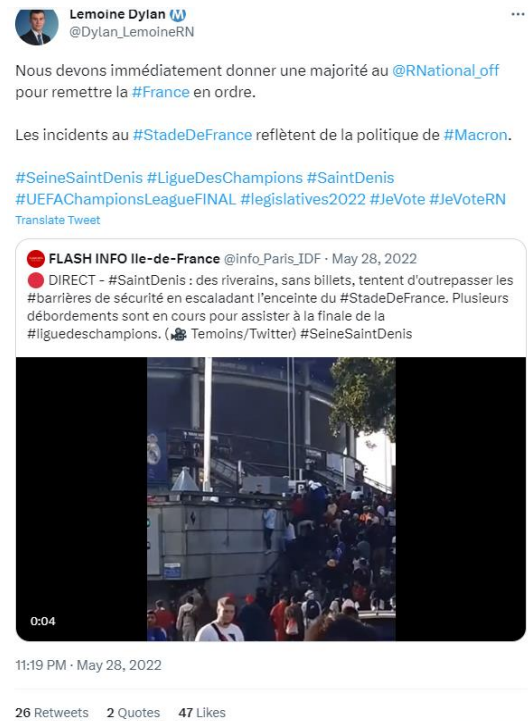 Lemoine Dylan Ⓜ
@Dylan_LemoineRN
Nous devons immédiatement donner une majorité au @RNational_off
pour remettre la #France en ordre.
Les incidents au #StadeDeFrance reflètent de la politique de #Macron.
#SeineSaintDenis #LigueDesChampions #SaintDenis
#UEFAChampionsLeagueFINAL #legislatives2022 #JeVote #JeVoteRN
Translate Tweet
FLASH INFO Ile-de-France @info_Paris_IDF · May 28, 2022
🔴 DIRECT - #SaintDenis : des riverains, sans billets, tentent d'outrepasser les
#barrières de sécurité en escaladant l'enceinte du #StadeDeFrance. Plusieurs
débordements sont en cours pour assister à la finale de la
#liguedeschampions. (🎥 Temoins/Twitter) #SeineSaintDenis
0:04
11:19 PM · May 28, 2022
26 Retweets 2 Quotes 47 Likes